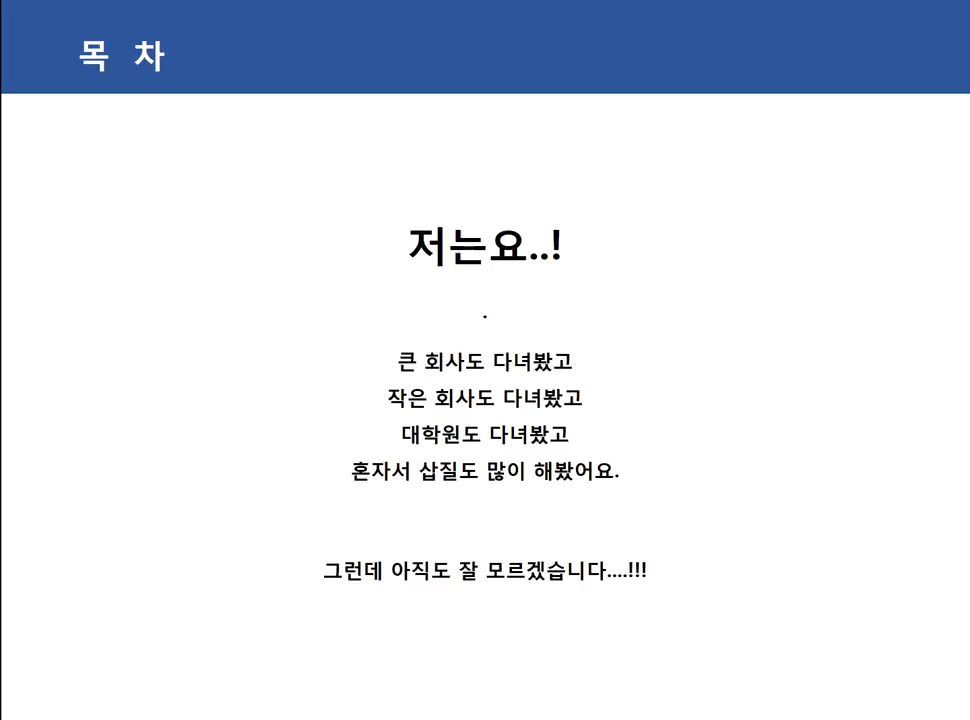 목 차
저는요..!
.
큰 회사도 다녀봤고
작은 회사도 다녀봤고
대학원도 다녀봤고
혼자서 삽질도 많이 해봤어요.
그런데 아직도 잘 모르겠습니다....!!!